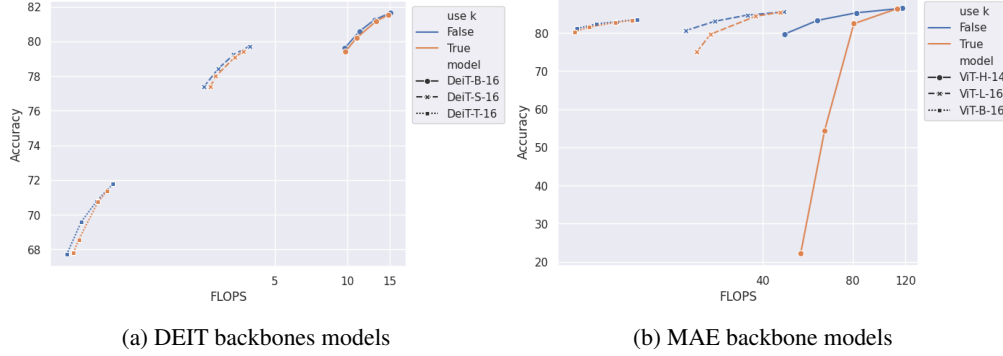 82
80
78
76
74
72
70
68
Accuracy
5
10
15
FLOPS
use k
False
True
model
DeiT-B-16
DeiT-S-16
DeiT-T-16
(a) DEIT backbones models
80
70
60
50
40
30
20
Accuracy
40
80
120
FLOPS
use k
False
True
model
ViT-H-14
ViT-L-16
ViT-B-16
(b) MAE backbone models